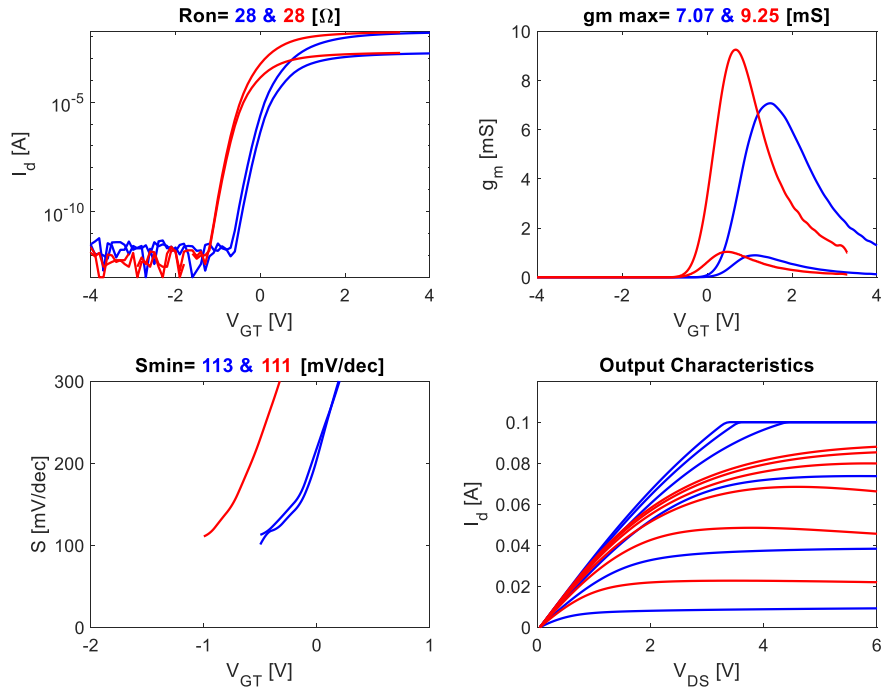 Ron= 28 & 28 [Ω]
I_d [A]
10^-5
10^-10
-4 -2 0 2 4
V_GT [V]
gm max= 7.07 & 9.25 [mS]
g_m [mS]
10
8
6
4
2
0
-4 -2 0 2 4
V_GT [V]
Smin= 113 & 111 [mV/dec]
S [mV/dec]
300
200
100
0
-2 -1 0 1
V_GT [V]
Output Characteristics
I_d [A]
0.1
0.08
0.06
0.04
0.02
0
0 2 4 6
V_DS [V]